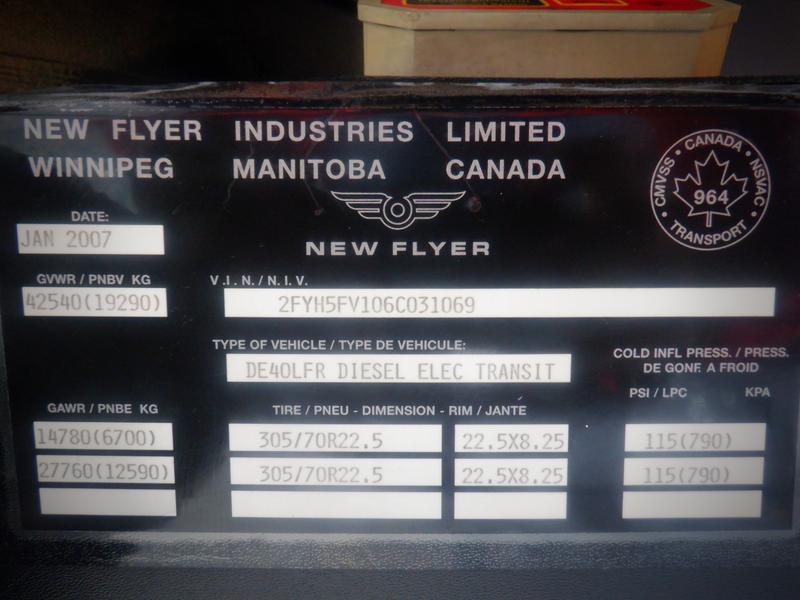 NEW FLYER INDUSTRIES LIMITED
WINNIPEG MANITOBA CANADA
CMVSS • CANADA • NSVAC • TRANSPORT •
964
NEW FLYER
DATE:
JAN 2007
GVWR / PNBV KG
42540(19290)
V.I.N. / N.I.V.
2FYH5FV106C031069
TYPE OF VEHICLE / TYPE DE VEHICULE:
DE40LFR DIESEL ELEC TRANSIT
COLD INFL PRESS. / PRESS.
DE GONF. A FROID
PSI / LPC KPA
GAWR / PNBE KG
TIRE / PNEU - DIMENSION - RIM / JANTE
14780(6700) 305/70R22.5 22.5X8.25 115(790)
27760(12590) 305/70R22.5 22.5X8.25 115(790)